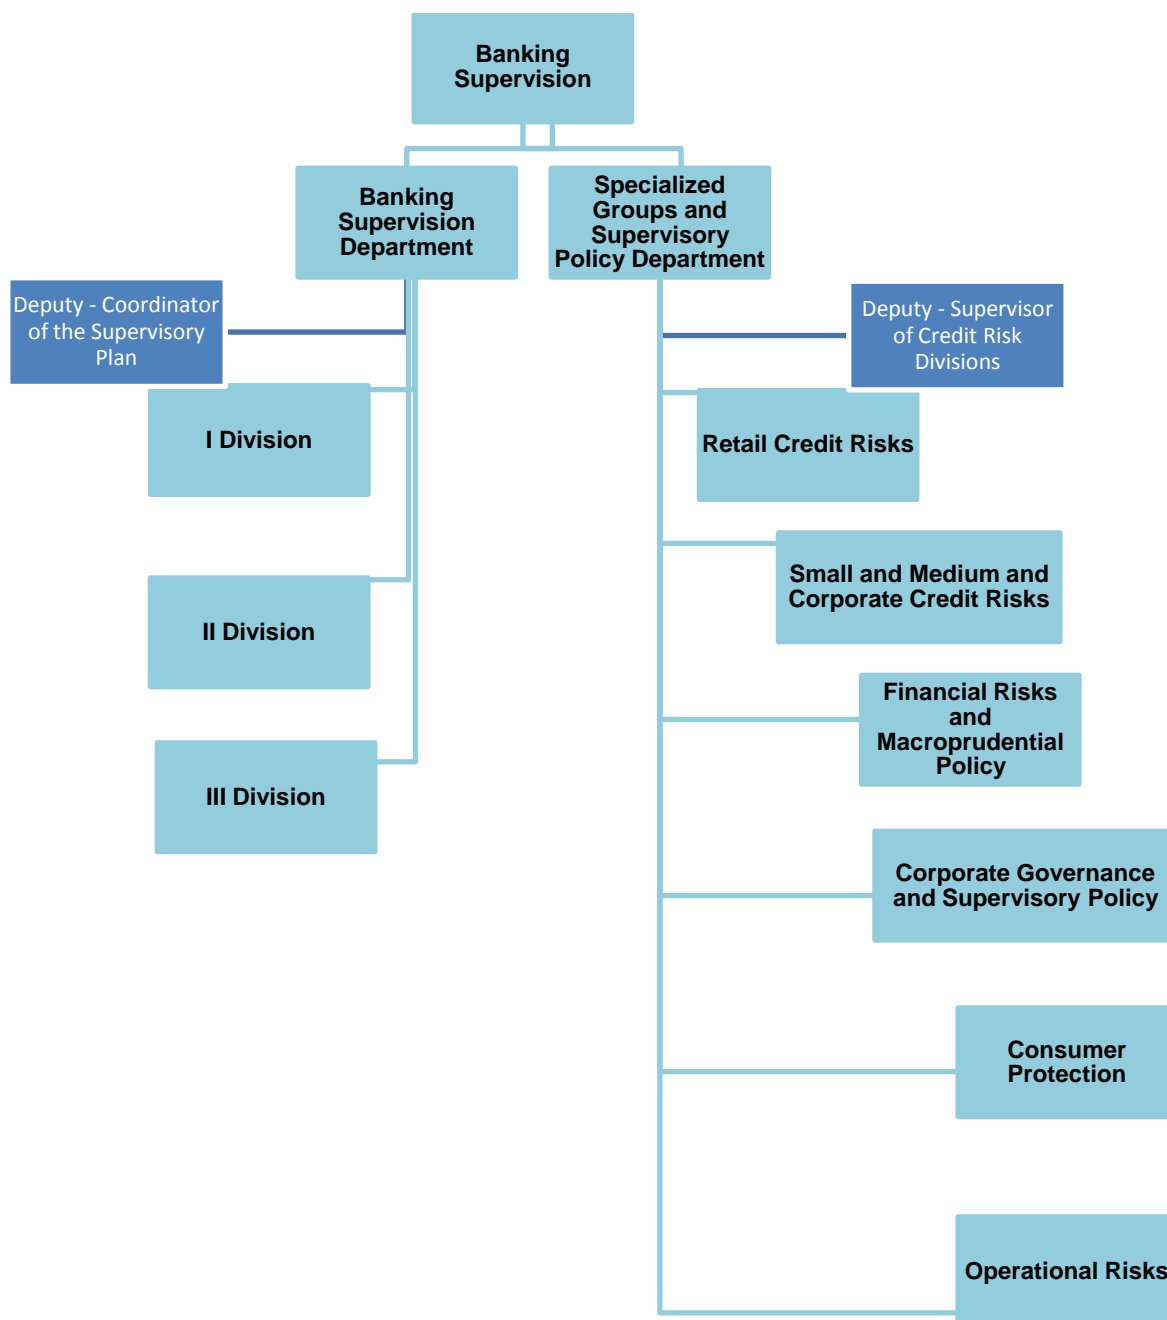 Banking
Supervision
Banking
Supervision
Department
Specialized
Groups and
Supervisory
Policy Department
Deputy - Coordinator
of the Supervisory
Plan
Deputy - Supervisor
of Credit Risk
Divisions
I Division
Retail Credit Risks
Small and Medium and
Corporate Credit Risks
II Division
Financial Risks
and
Macroprudential
Policy
III Division
Corporate Governance
and Supervisory Policy
Consumer
Protection
Operational Risks